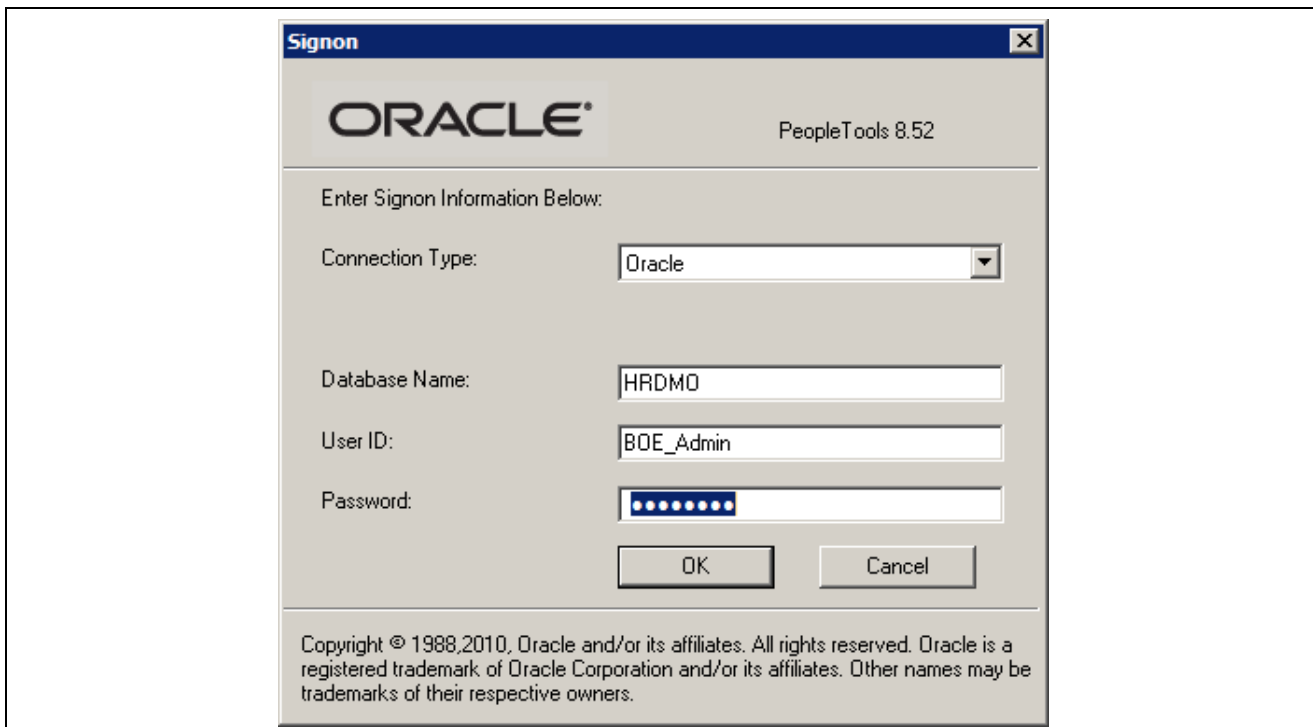 Signon
ORACLE
PeopleTools 8.52
Enter Signon Information Below:
Connection Type: Oracle
Database Name: HRDMO
User ID: BOE_Admin
Password: ●●●●●●●●
OK Cancel
Copyright © 1988,2010, Oracle and/or its affiliates. All rights reserved. Oracle is a
registered trademark of Oracle Corporation and/or its affiliates. Other names may be
trademarks of their respective owners.